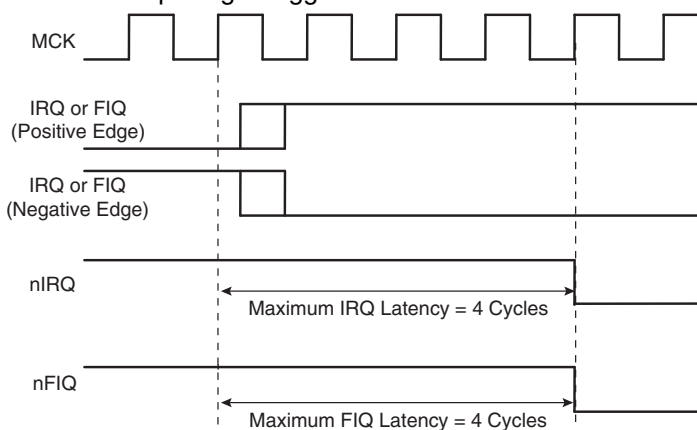 MCK
IRQ or FIQ
(Positive Edge)
IRQ or FIQ
(Negative Edge)
nIRQ
Maximum IRQ Latency = 4 Cycles
nFIQ
Maximum FIQ Latency = 4 Cycles